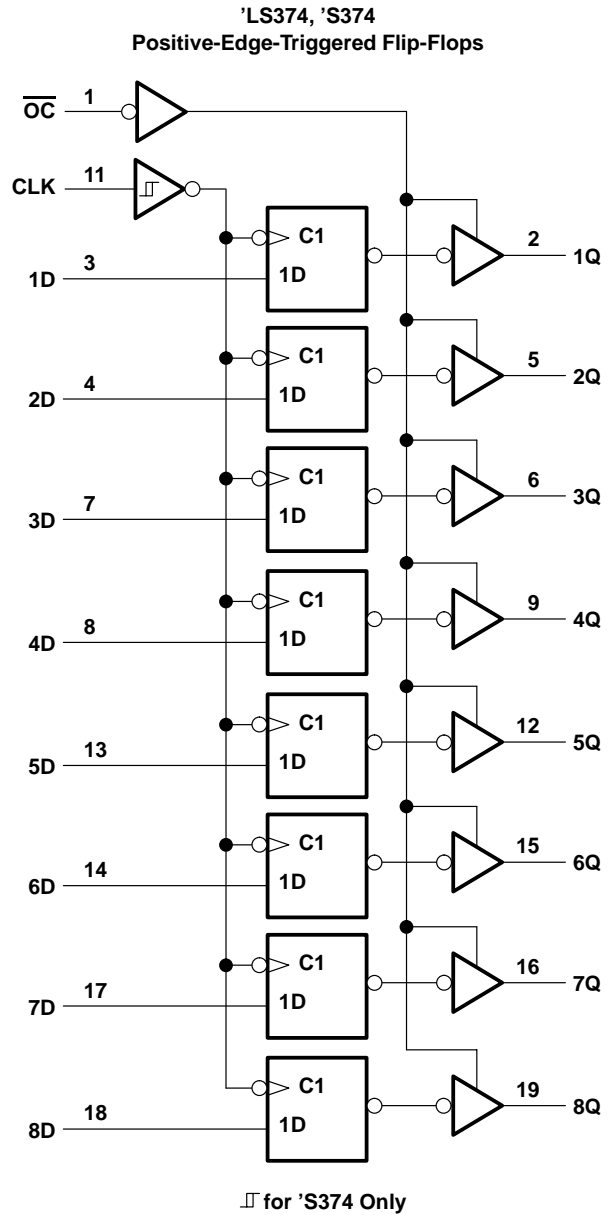 ’LS374, ’S374
Positive-Edge-Triggered Flip-Flops
OC 1
CLK 11
C1
1D 3 1D 2 1Q
C1
2D 4 1D 5 2Q
C1
3D 7 1D 6 3Q
C1
4D 8 1D 9 4Q
C1
5D 13 1D 12 5Q
C1
6D 14 1D 15 6Q
C1
7D 17 1D 16 7Q
C1
8D 18 1D 19 8Q
for ’S374 Only